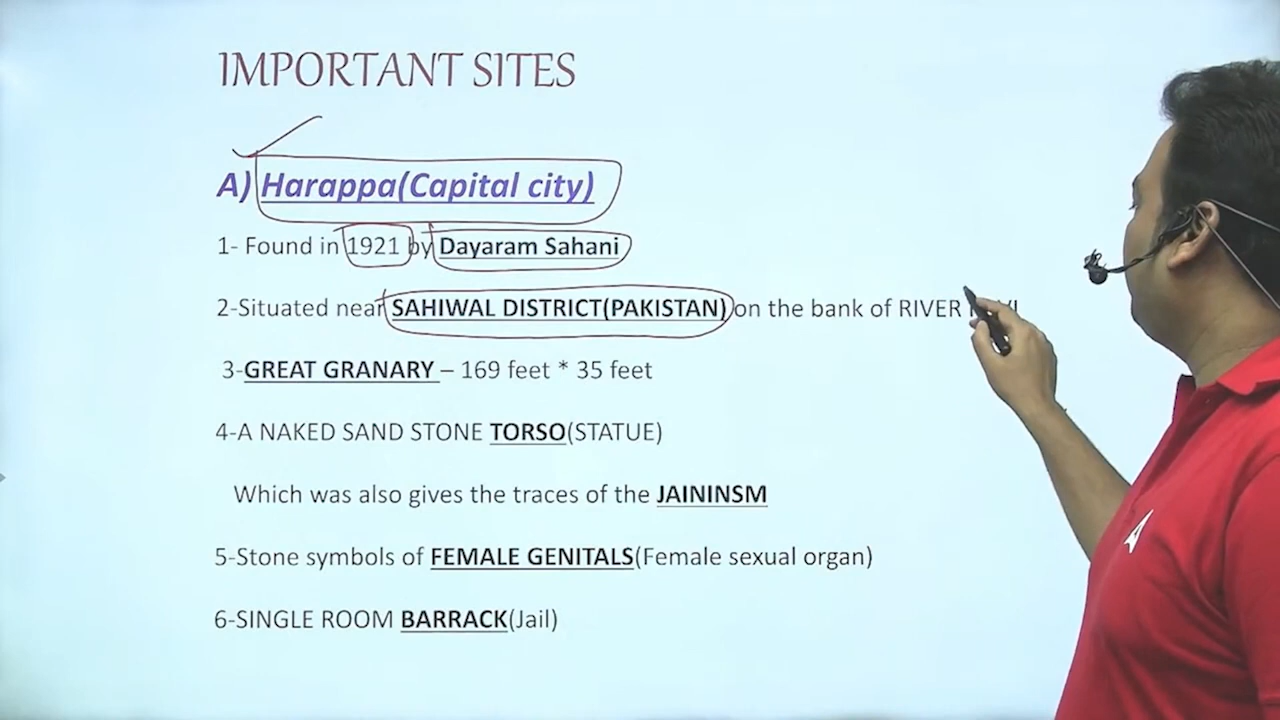 IMPORTANT SITES
A) Harappa(Capital city)
1- Found in 1921 by Dayaram Sahani
2-Situated near SAHIWAL DISTRICT(PAKISTAN) on the bank of RIVER
3-GREAT GRANARY – 169 feet * 35 feet
4-A NAKED SAND STONE TORSO(STATUE)
Which was also gives the traces of the JAININSM
5-Stone symbols of FEMALE GENITALS(Female sexual organ)
6-SINGLE ROOM BARRACK(Jail)